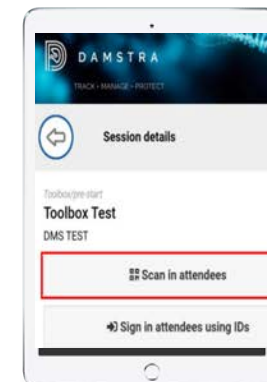 DAMSTRA
TRACK • MANAGE • PROTECT
Session details
Toolbox/pre-start
Toolbox Test
DMS TEST
Scan in attendees
Sign in attendees using IDs